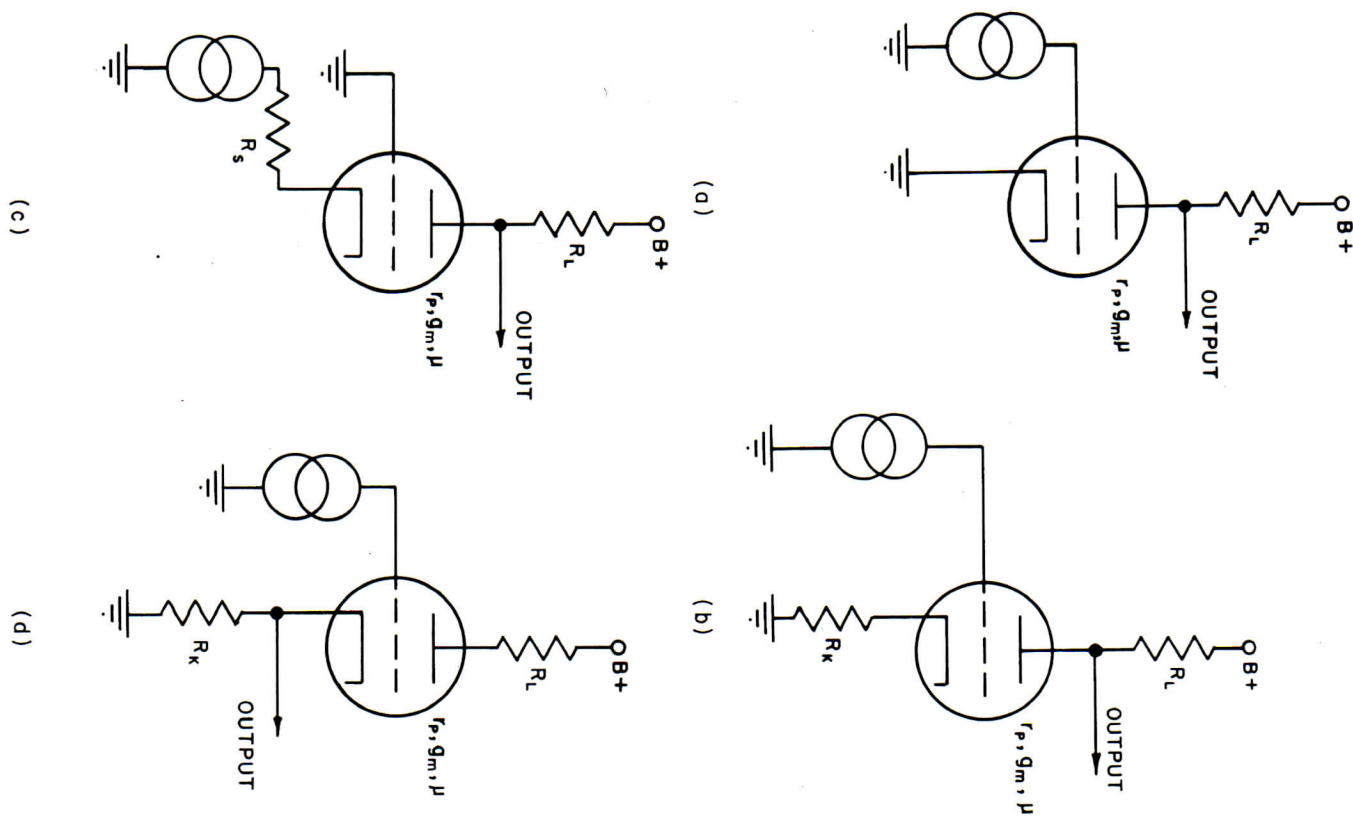 B+
R_L
OUTPUT
r_p, g_m, μ
(a)
B+
R_L
OUTPUT
r_p, g_m, μ
R_K
(b)
B+
R_L
OUTPUT
r_p, g_m, μ
R_S
(c)
B+
R_L
r_p, g_m, μ
OUTPUT
R_K
(d)